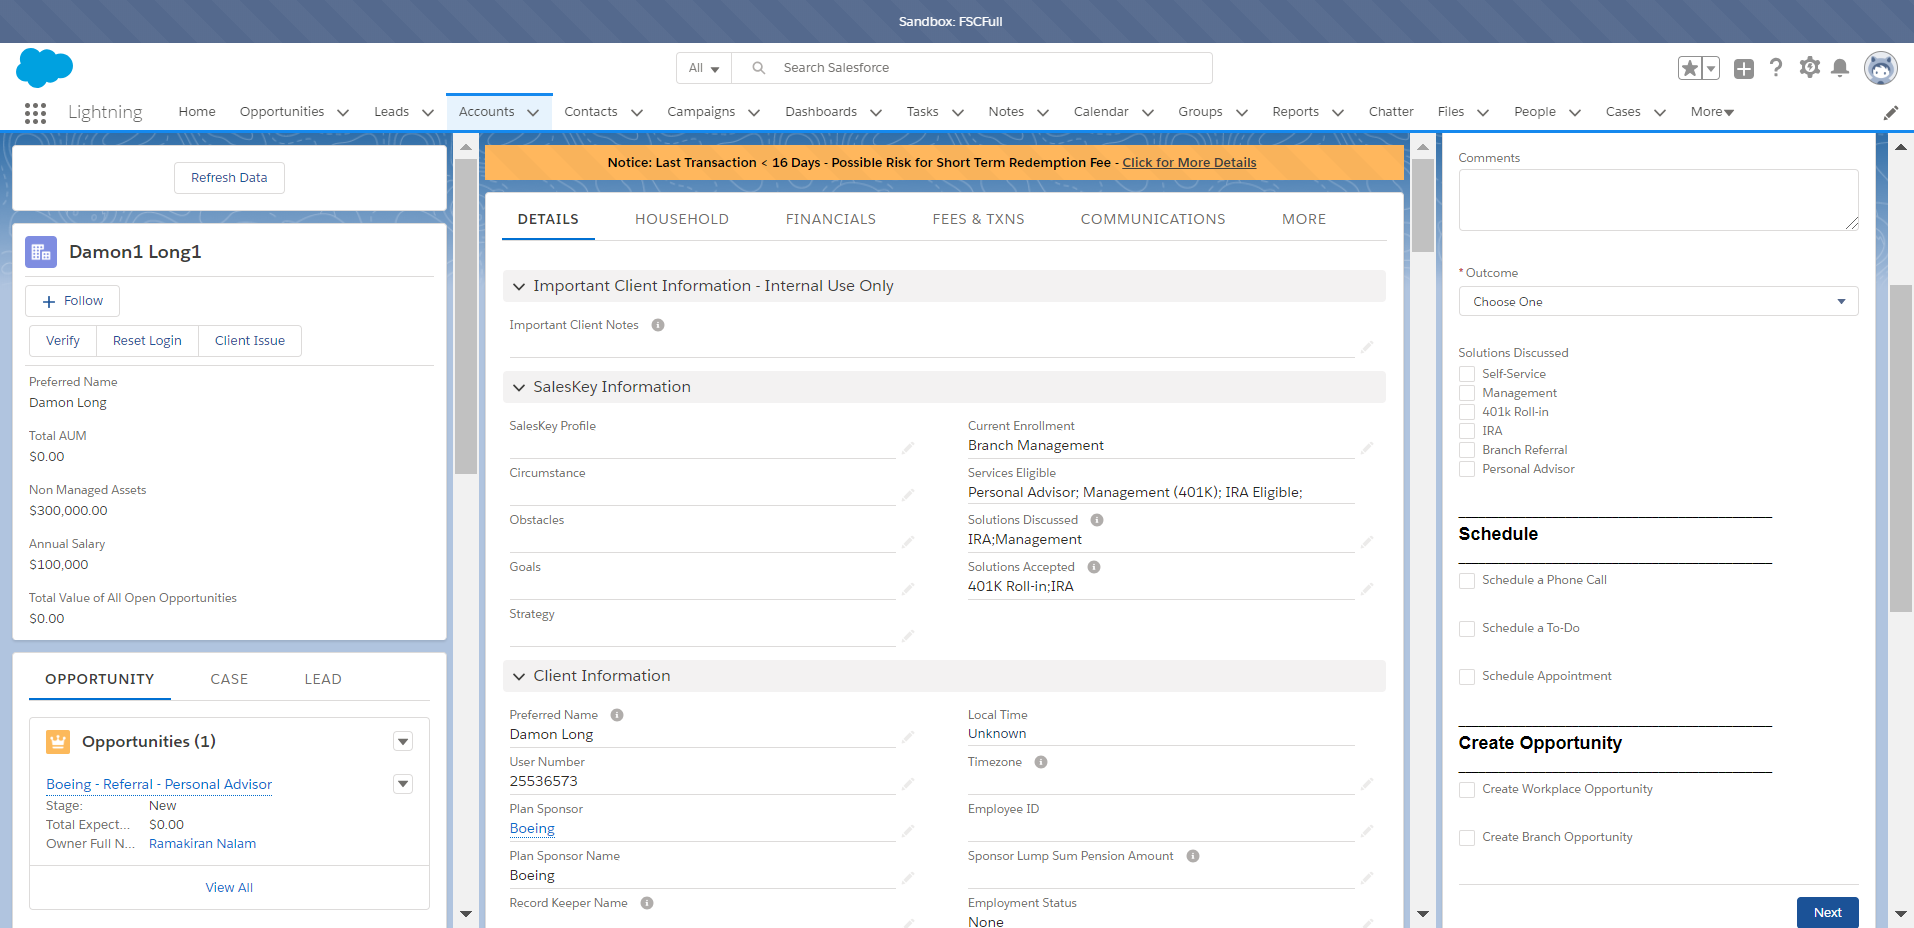 Sandbox: FSCFull
All
Search Salesforce
Lightning
Home
Opportunities
Leads
Accounts
Contacts
Campaigns
Dashboards
Tasks
Notes
Calendar
Groups
Reports
Chatter
Files
People
Cases
More
Refresh Data
Damon1 Long1
Follow
Verify
Reset Login
Client Issue
Preferred Name
Damon Long
Total AUM
$0.00
Non Managed Assets
$300,000.00
Annual Salary
$100,000
Total Value of All Open Opportunities
$0.00
OPPORTUNITY
CASE
LEAD
Opportunities (1)
Boeing - Referral - Personal Advisor
Stage: New
Total Expect... $0.00
Owner Full N... Ramakiran Nalam
View All
Notice: Last Transaction < 16 Days - Possible Risk for Short Term Redemption Fee - Click for More Details
DETAILS
HOUSEHOLD
FINANCIALS
FEES & TXNS
COMMUNICATIONS
MORE
Important Client Information - Internal Use Only
Important Client Notes
SalesKey Information
SalesKey Profile
Circumstance
Obstacles
Goals
Strategy
Current Enrollment
Branch Management
Services Eligible
Personal Advisor; Management (401K); IRA Eligible;
Solutions Discussed
IRA;Management
Solutions Accepted
401K Roll-in;IRA
Client Information
Preferred Name
Damon Long
User Number
25536573
Plan Sponsor
Boeing
Plan Sponsor Name
Boeing
Record Keeper Name
Local Time
Unknown
Timezone
Employee ID
Sponsor Lump Sum Pension Amount
Employment Status
None
Comments
*Outcome
Choose One
Solutions Discussed
Self-Service
Management
401k Roll-in
IRA
Branch Referral
Personal Advisor
Schedule
Schedule a Phone Call
Schedule a To-Do
Schedule Appointment
Create Opportunity
Create Workplace Opportunity
Create Branch Opportunity
Next